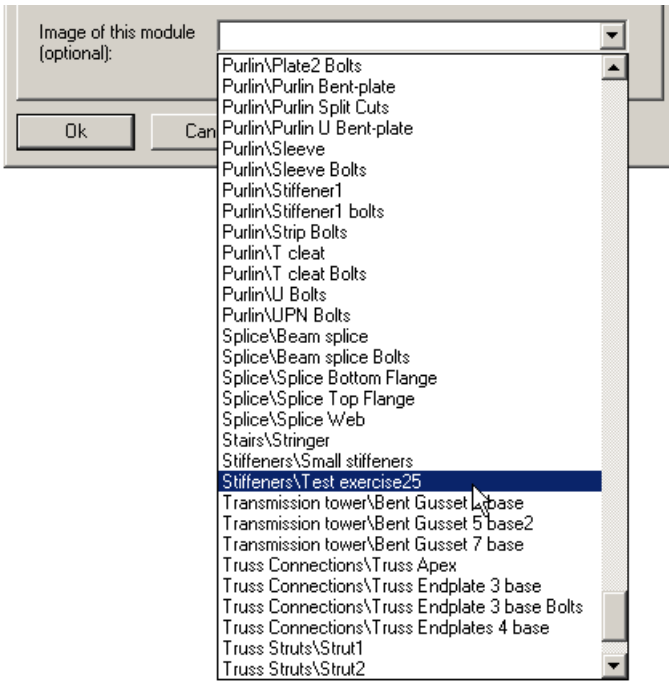 Image of this module
(optional):
Ok
Can
Purlin\Plate2 Bolts
Purlin\Purlin Bent-plate
Purlin\Purlin Split Cuts
Purlin\Purlin U Bent-plate
Purlin\Sleeve
Purlin\Sleeve Bolts
Purlin\Stiffener1
Purlin\Stiffener1 bolts
Purlin\Strip Bolts
Purlin\T cleat
Purlin\T cleat Bolts
Purlin\U Bolts
Purlin\UPN Bolts
Splice\Beam splice
Splice\Beam splice Bolts
Splice\Splice Bottom Flange
Splice\Splice Top Flange
Splice\Splice Web
Stairs\Stringer
Stiffeners\Small stiffeners
Stiffeners\Test exercise25
Transmission tower\Bent Gusset base
Transmission tower\Bent Gusset 5 base2
Transmission tower\Bent Gusset 7 base
Truss Connections\Truss Apex
Truss Connections\Truss Endplate 3 base
Truss Connections\Truss Endplate 3 base Bolts
Truss Connections\Truss Endplates 4 base
Truss Struts\Strut1
Truss Struts\Strut2